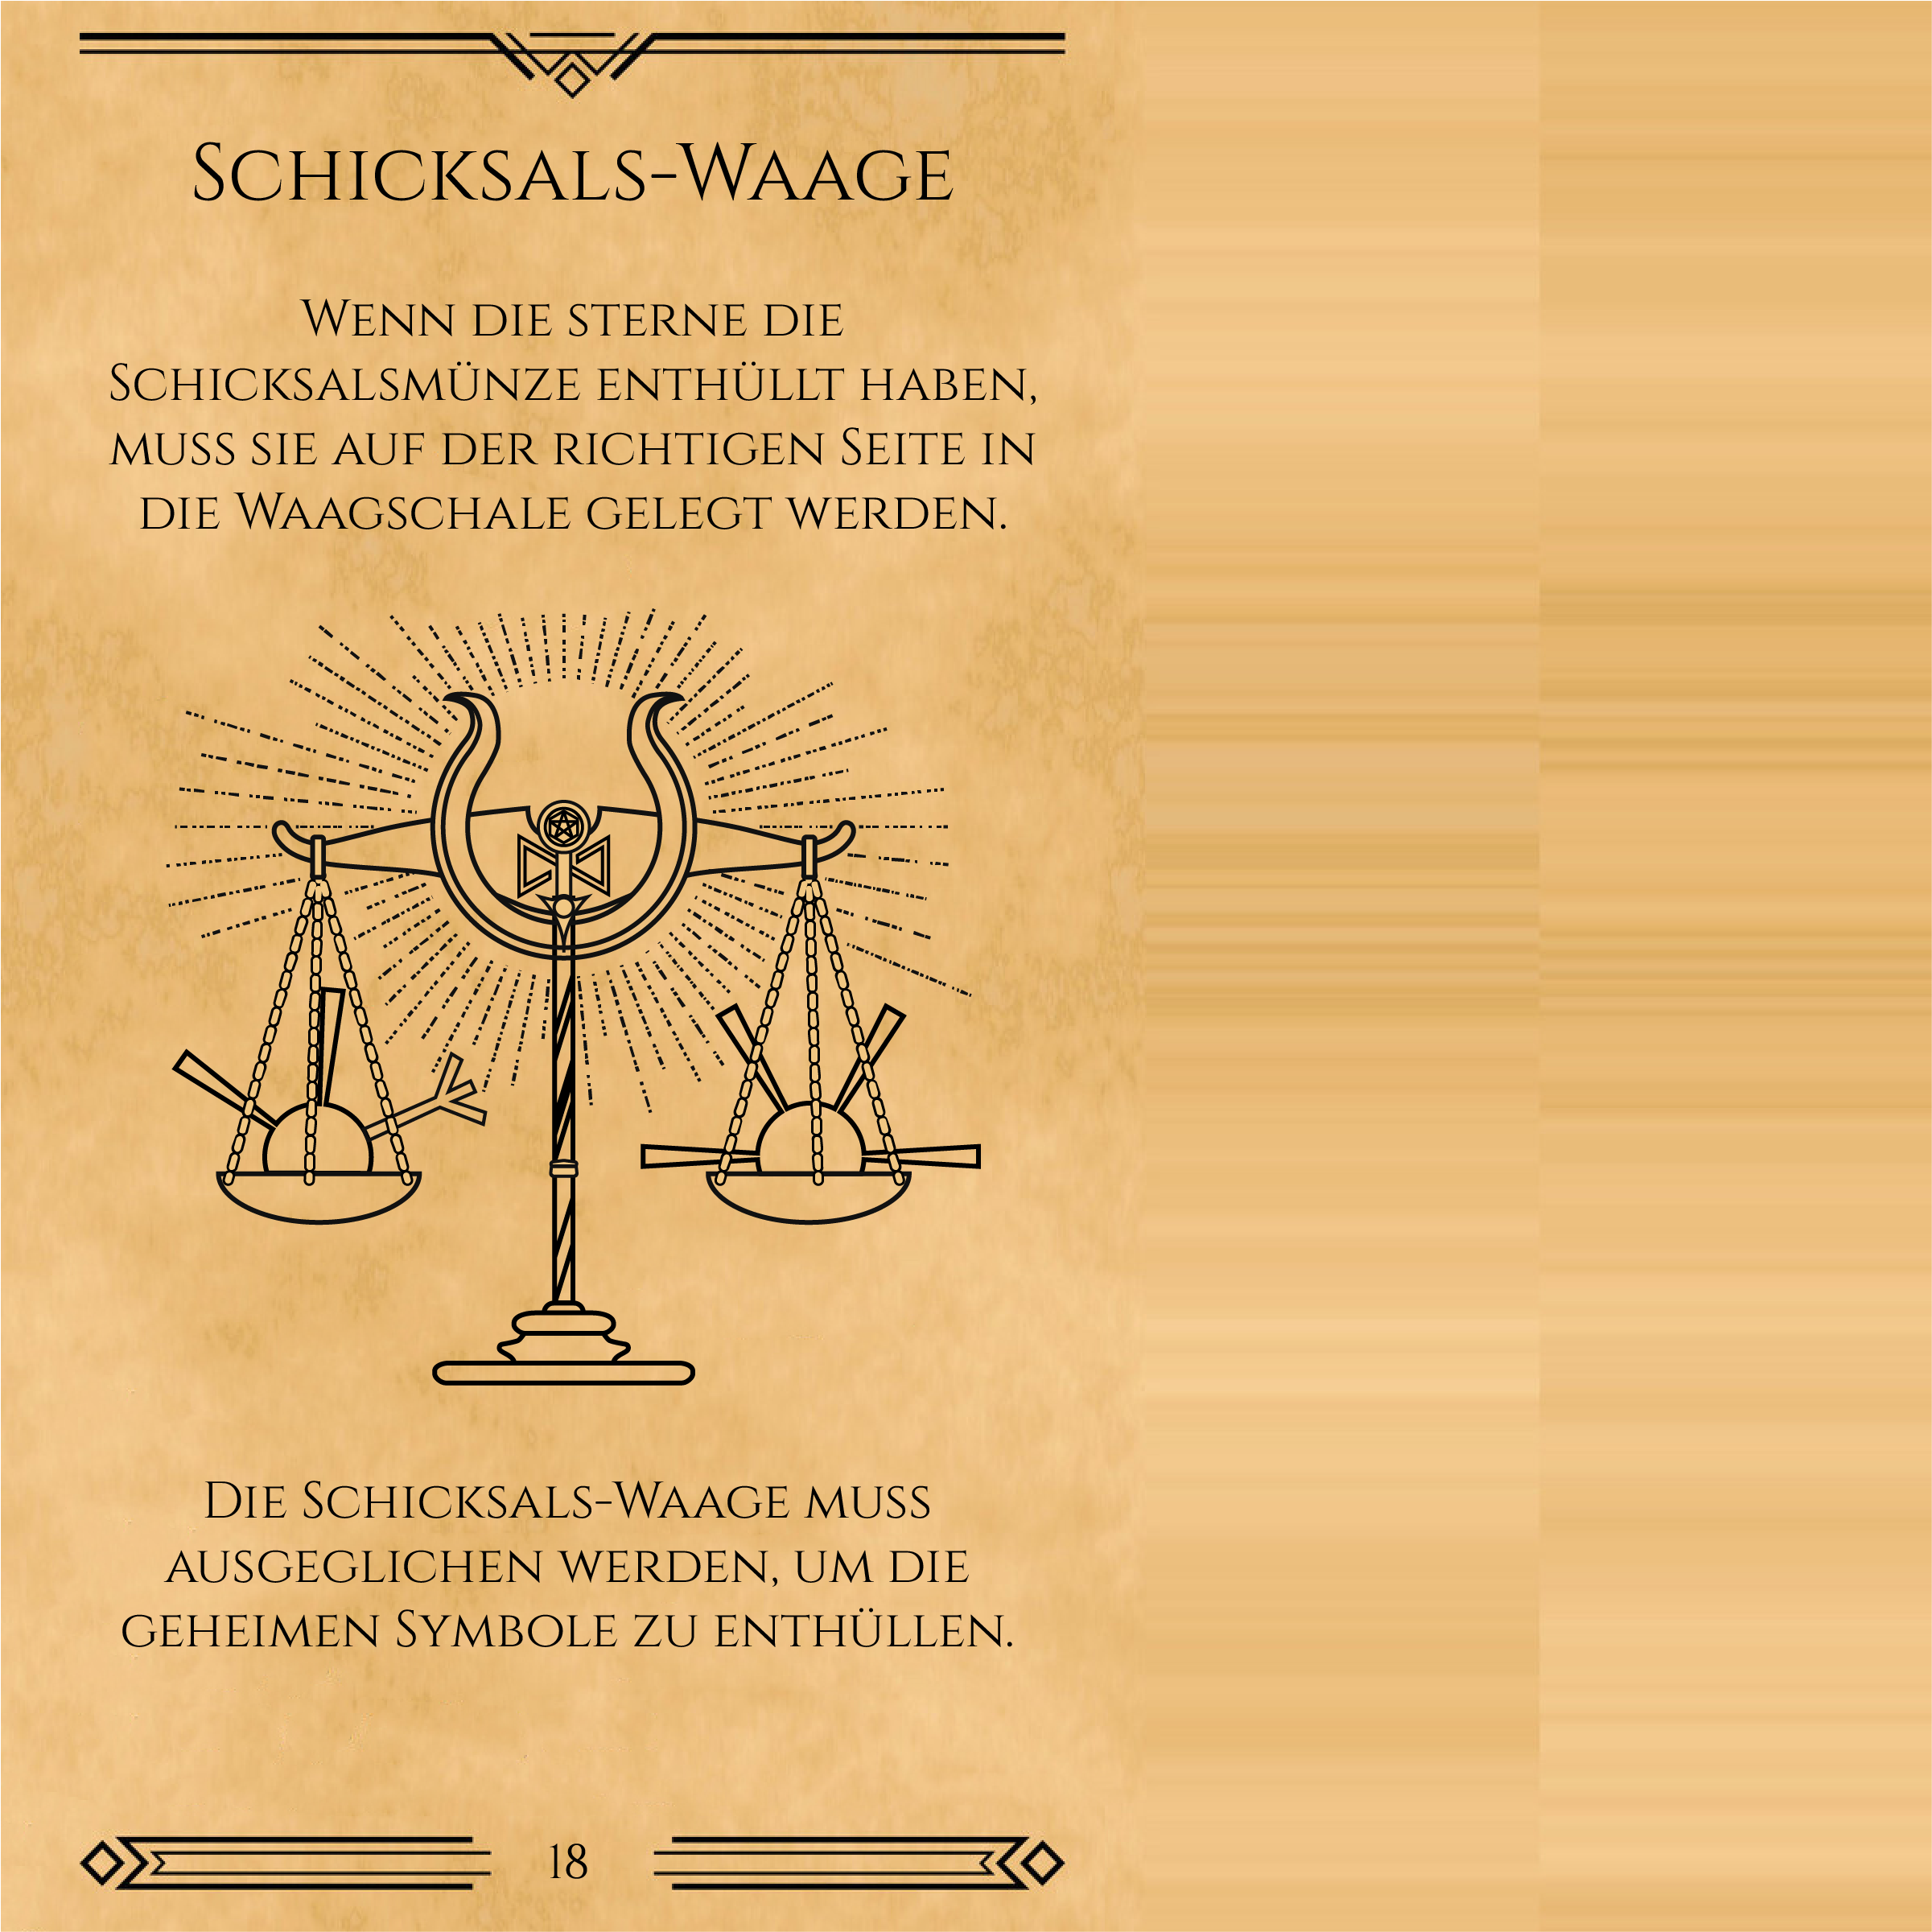 Schicksals-Waage
Wenn die sterne die
Schicksalsmünze enthüllt haben,
muss sie auf der richtigen Seite in
die Waagschale gelegt werden.
Die Schicksals-Waage muss
ausgeglichen werden, um die
geheimen Symbole zu enthüllen.
18